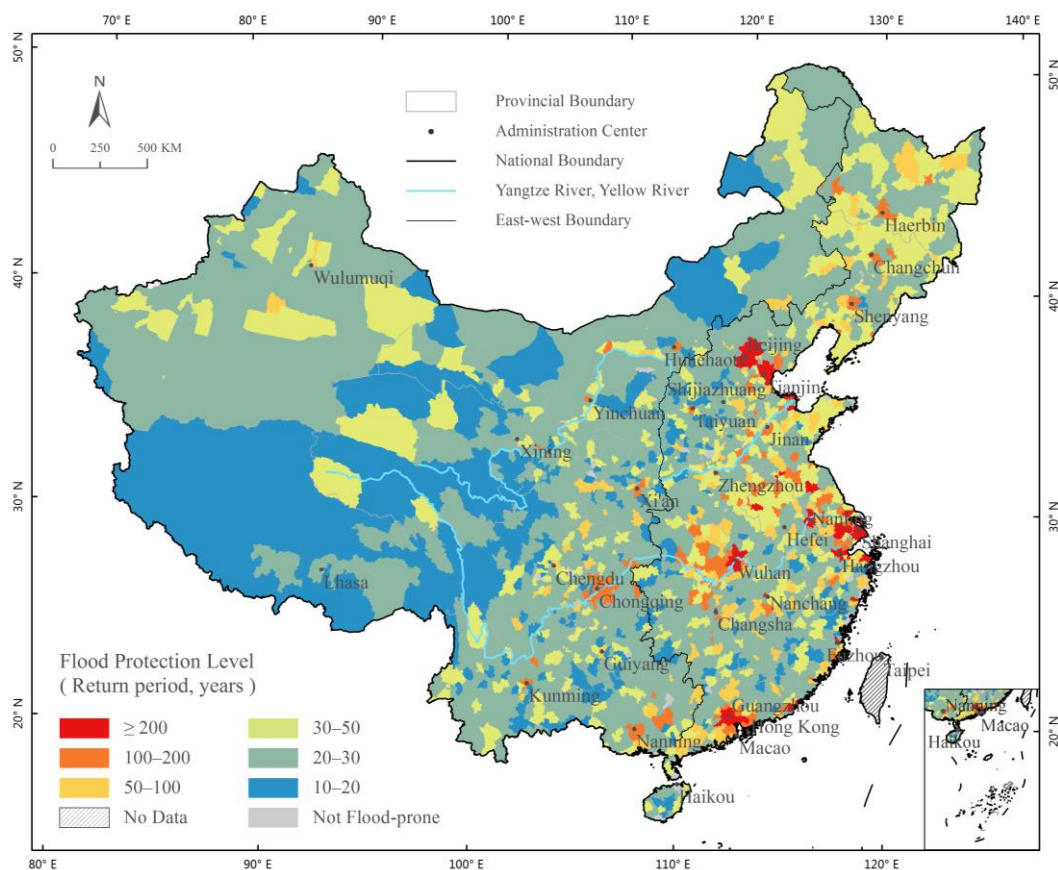 70° E
80° E
90° E
100° E
110° E
120° E
130° E
140° E
50° N
50° N
N
0 250 500 KM
Provincial Boundary
Administration Center
National Boundary
Yangtze River, Yellow River
East-west Boundary
Haerbin
Changchun
Wulumuqi
40° N
40° N
Shenyang
Beijing
Huhehaote
Tianjin
Shijiazhuang
Yinchuan
Taiyuan
Jinan
Xining
Zhengzhou
Xi'an
30° N
30° N
Nanjing
Hefei
Shanghai
Hangzhou
Wuhan
Lhasa
Chengdu
Chongqing
Nanchang
Changsha
Guiyang
Fuzhou
Taipei
Kunming
Guangzhou
Nanning
Hong Kong
Macao
Haikou
20° N
20° N
Nanning
Macao
Haikou
Flood Protection Level
( Return period, years )
≥ 200
30–50
100–200
20–30
50–100
10–20
No Data
Not Flood-prone
80° E
90° E
100° E
110° E
120° E